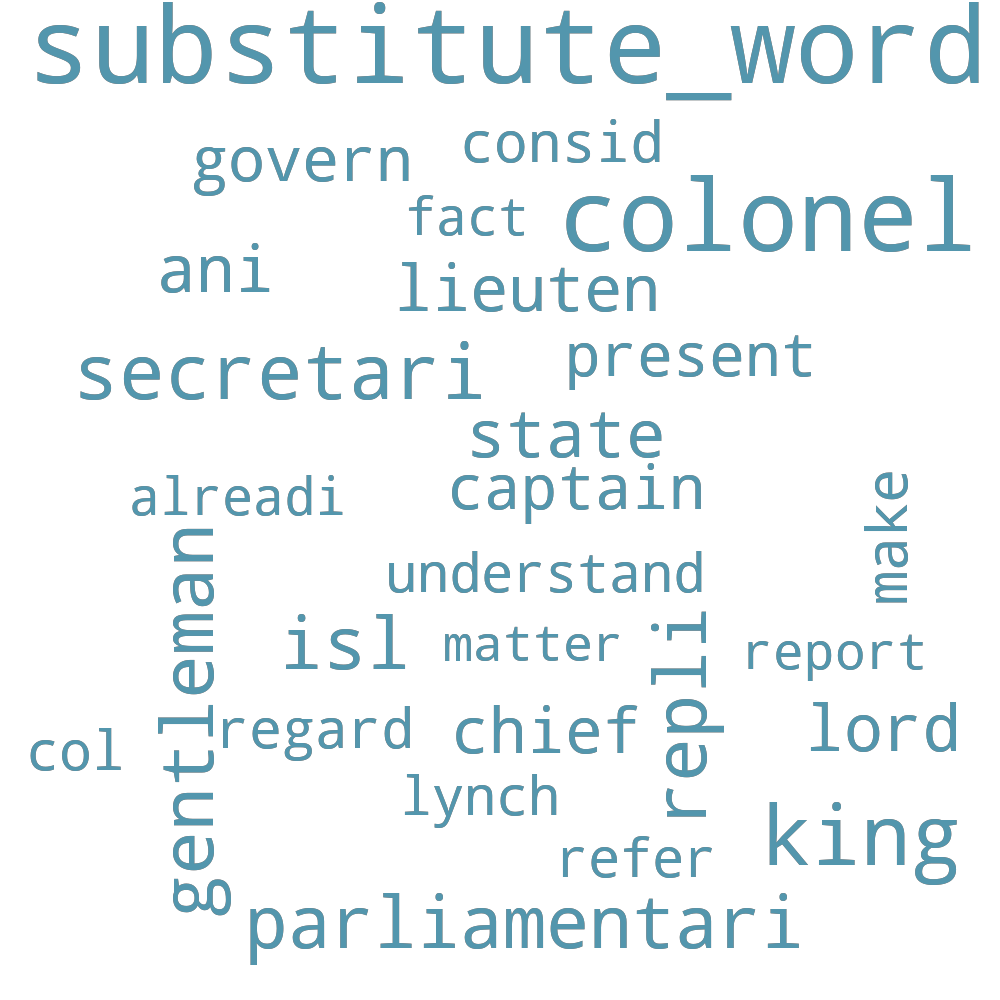 substitute_word
consid
govern
colonel
fact
ani
lieuten
present
secretari
state
captain
alreadi
make
gentleman
understand
isl
matter
repli
report
regard
chief
lord
col
lynch
king
refer
parliamentari